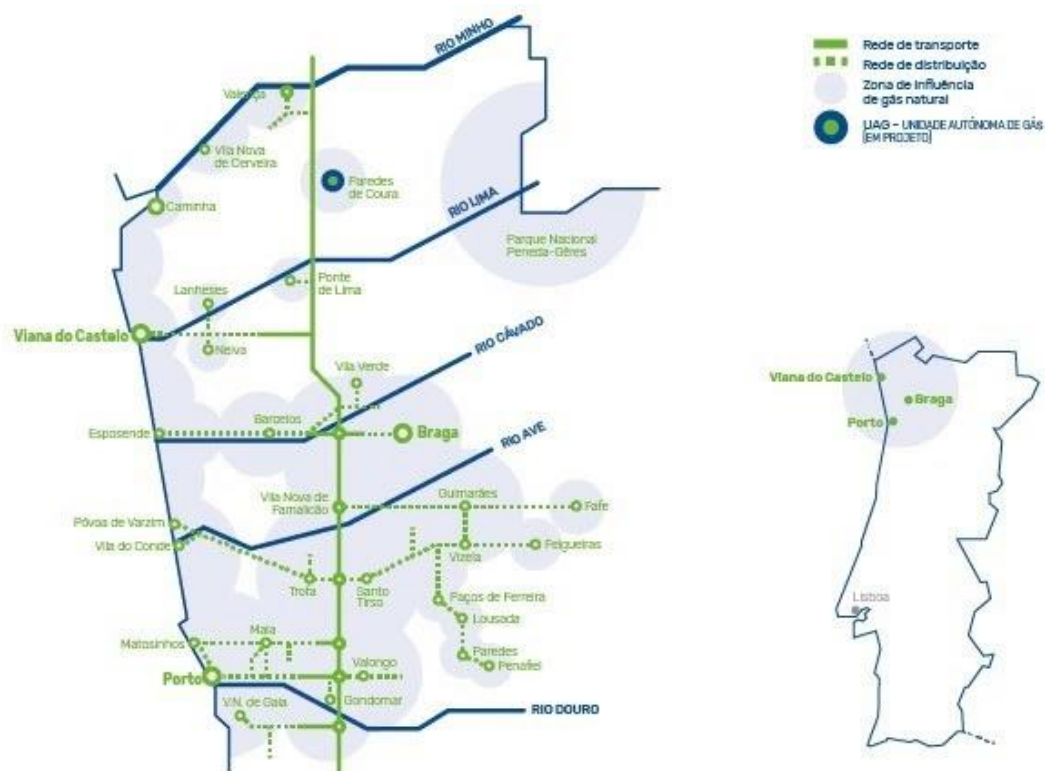 RIO MINHO
Rede de transporte
Rede de distribuição
Zona de influência
de gás natural
UAG – UNIDADE AUTÓNOMA DE GÁS
(EM PROJETO)
Valença
Vila Nova
de Cerveira
Paredes
de Coura
Caminha
RIO LIMA
Parque Nacional
Peneda-Gêres
Ponte
de Lima
Lanheses
Viana do Castelo
Neiva
RIO CÁVADO
Vila Verde
Barcelos
Esposende
Braga
RIO AVE
Vila Nova de
Famalicão
Guimarães
Fafe
Póvoa de Varzim
Vila do Conde
Vizela
Felgueiras
Trofa
Santo
Tirso
Paços de Ferreira
Lousada
Maia
Matosinhos
Paredes
Penafiel
Valongo
Porto
V.N. de Gaia
Gondomar
RIO DOURO
Viana do Castelo
Braga
Porto
Lisboa